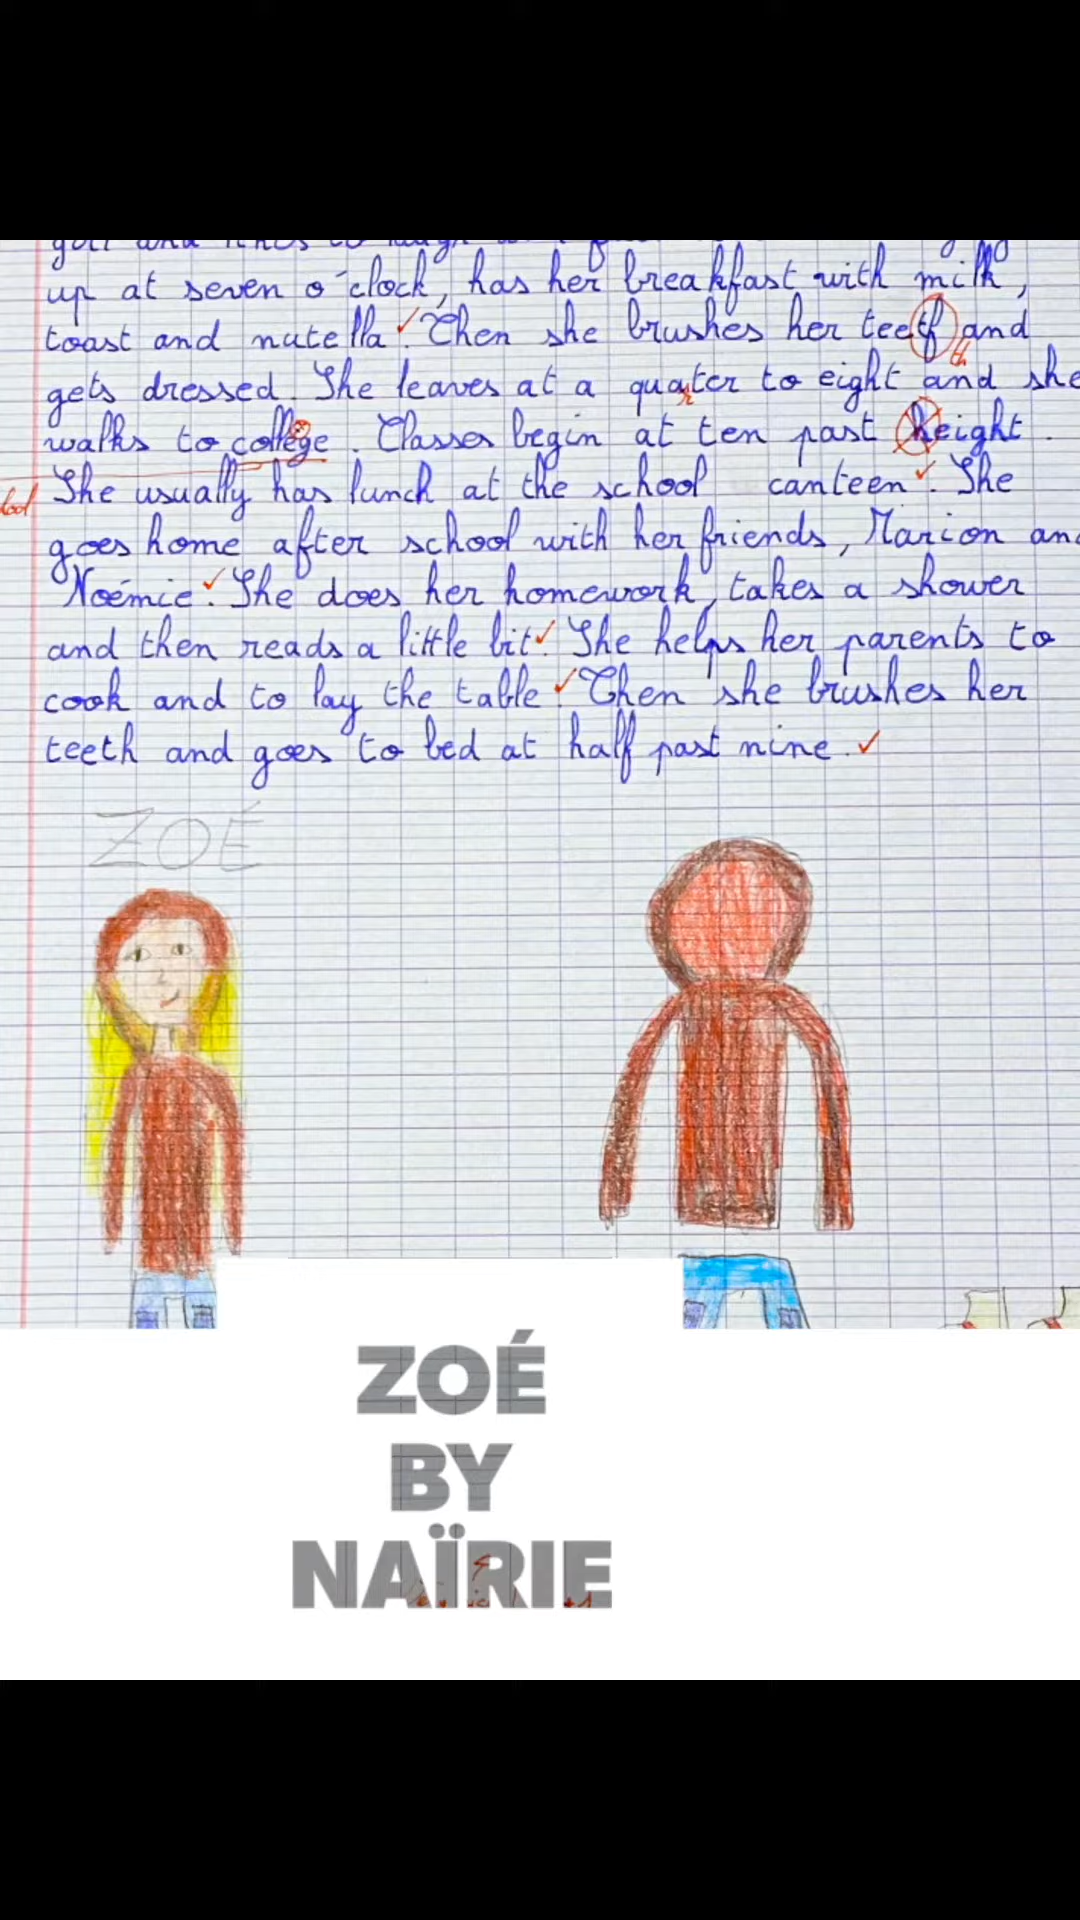 up at seven o'clock, has her breakfast with milk,
toast and nutella. Then she brushes her teetf and
th
gets dressed. She leaves at a quater to eight and she
r
walks to collège. Classes begin at ten past height.
She usually has lunch at the school canteen. She
goes home after school with her friends, Marion and
Noémie. She does her homework, takes a shower
and then reads a little bit. She helps her parents to
cook and to lay the table. Then she brushes her
teeth and goes to bed at half past nine.
ZOÉ
ZOÉ
BY
NAÏRIE